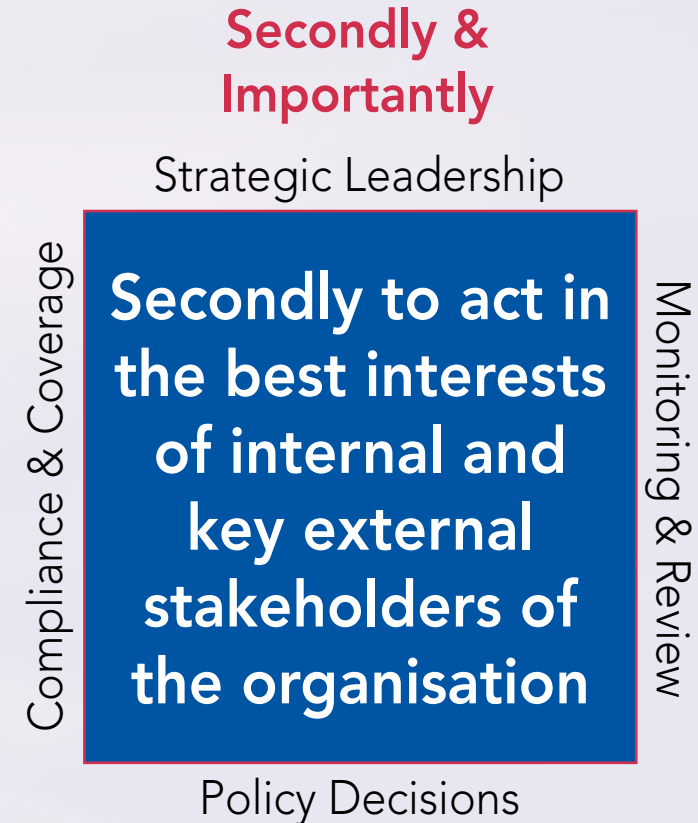 Secondly &
Importantly
Strategic Leadership
Compliance & Coverage
Secondly to act in
the best interests
of internal and
key external
stakeholders of
the organisation
Monitoring & Review
Policy Decisions